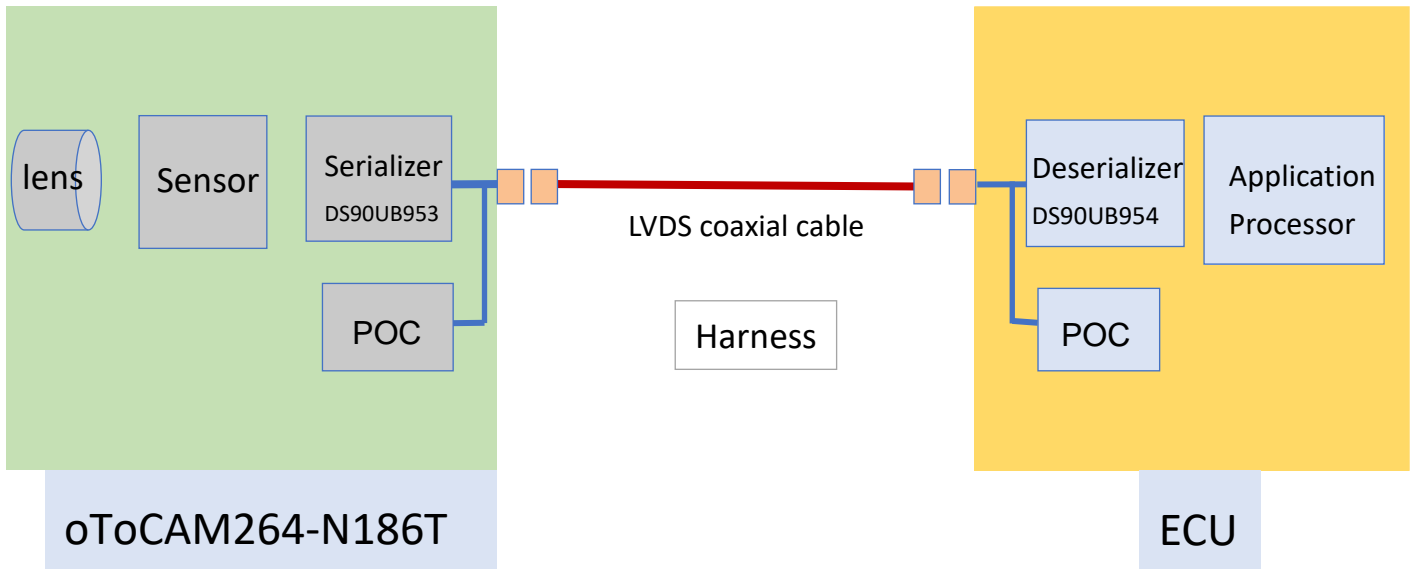 lens
Sensor
Serializer
DS90UB953
POC
LVDS coaxial cable
Harness
Deserializer
DS90UB954
Application
Processor
POC
oToCAM264-N186T
ECU